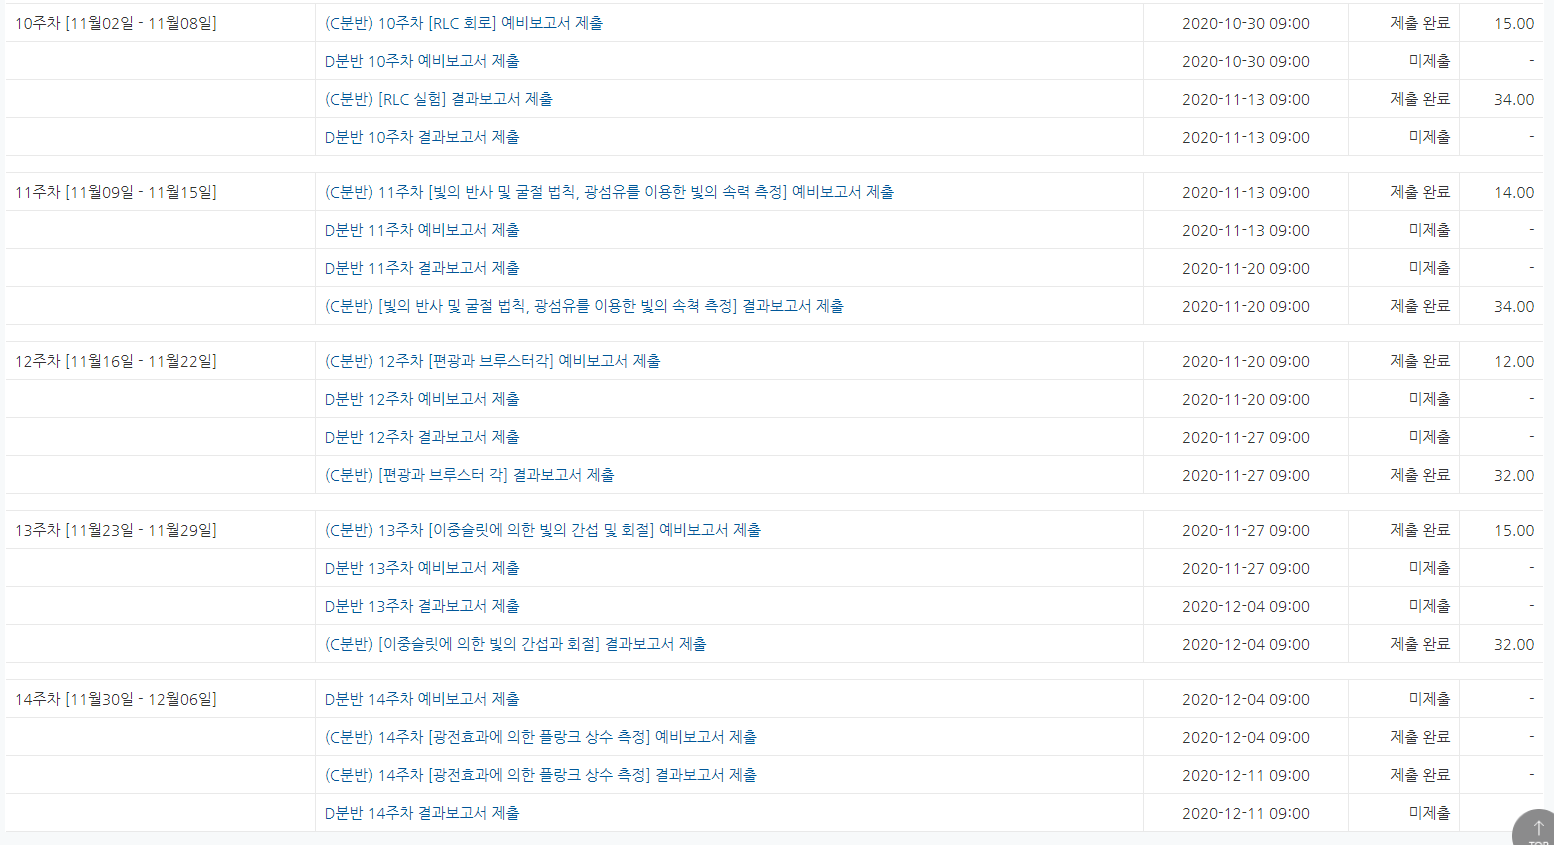 10주차 [11월02일 - 11월08일] (C분반) 10주차 [RLC 회로] 예비보고서 제출 2020-10-30 09:00 제출 완료 15.00
D분반 10주차 예비보고서 제출 2020-10-30 09:00 미제출 -
(C분반) [RLC 실험] 결과보고서 제출 2020-11-13 09:00 제출 완료 34.00
D분반 10주차 결과보고서 제출 2020-11-13 09:00 미제출 -
11주차 [11월09일 - 11월15일] (C분반) 11주차 [빛의 반사 및 굴절 법칙, 광섬유를 이용한 빛의 속력 측정] 예비보고서 제출 2020-11-13 09:00 제출 완료 14.00
D분반 11주차 예비보고서 제출 2020-11-13 09:00 미제출 -
D분반 11주차 결과보고서 제출 2020-11-20 09:00 미제출 -
(C분반) [빛의 반사 및 굴절 법칙, 광섬유를 이용한 빛의 속쳑 측정] 결과보고서 제출 2020-11-20 09:00 제출 완료 34.00
12주차 [11월16일 - 11월22일] (C분반) 12주차 [편광과 브루스터각] 예비보고서 제출 2020-11-20 09:00 제출 완료 12.00
D분반 12주차 예비보고서 제출 2020-11-20 09:00 미제출 -
D분반 12주차 결과보고서 제출 2020-11-27 09:00 미제출 -
(C분반) [편광과 브루스터 각] 결과보고서 제출 2020-11-27 09:00 제출 완료 32.00
13주차 [11월23일 - 11월29일] (C분반) 13주차 [이중슬릿에 의한 빛의 간섭 및 회절] 예비보고서 제출 2020-11-27 09:00 제출 완료 15.00
D분반 13주차 예비보고서 제출 2020-11-27 09:00 미제출 -
D분반 13주차 결과보고서 제출 2020-12-04 09:00 미제출 -
(C분반) [이중슬릿에 의한 빛의 간섭과 회절] 결과보고서 제출 2020-12-04 09:00 제출 완료 32.00
14주차 [11월30일 - 12월06일] D분반 14주차 예비보고서 제출 2020-12-04 09:00 미제출 -
(C분반) 14주차 [광전효과에 의한 플랑크 상수 측정] 예비보고서 제출 2020-12-04 09:00 제출 완료 -
(C분반) 14주차 [광전효과에 의한 플랑크 상수 측정] 결과보고서 제출 2020-12-11 09:00 제출 완료 -
D분반 14주차 결과보고서 제출 2020-12-11 09:00 미제출
TOP